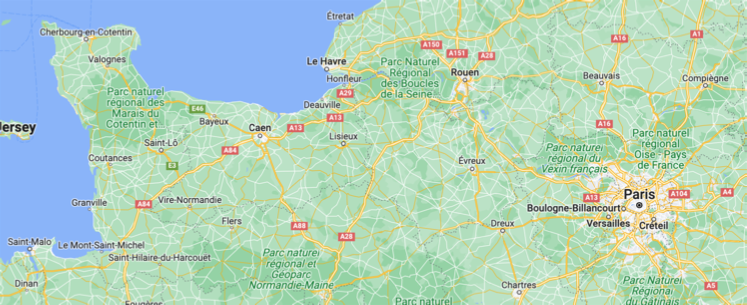 Étretat
Cherbourg-en-Cotentin
A150
A16
A1
A151
A28
Valognes
Le Havre
Honfleur
Parc Naturel
Régional
des Boucles
de la Seine...
Rouen
Beauvais
Compiègne
Parc naturel
régional des
Marais du
Cotentin et...
A29
Deauville
E46
Bayeux
Caen
A13
A13
A16
Jersey
Saint-Lô
Lisieux
Parc naturel
régional
Oise - Pays
de France
A84
Coutances
E3
Évreux
Parc naturel
régional du
Vexin français
Granville
A84
Vire-Normandie
A13
Paris
A104
A4
Boulogne-Billancourt
Flers
A88
Dreux
Versailles
Créteil
Saint-Malo
Le Mont-Saint-Michel
A28
Saint-Hilaire-du-Harcouet
A5
Dinan
Parc naturel
régional et
Géoparc
Normandie-Maine
Chartres
Parc Naturel
Régional
du Gâtinais
Fougères
Parc naturel